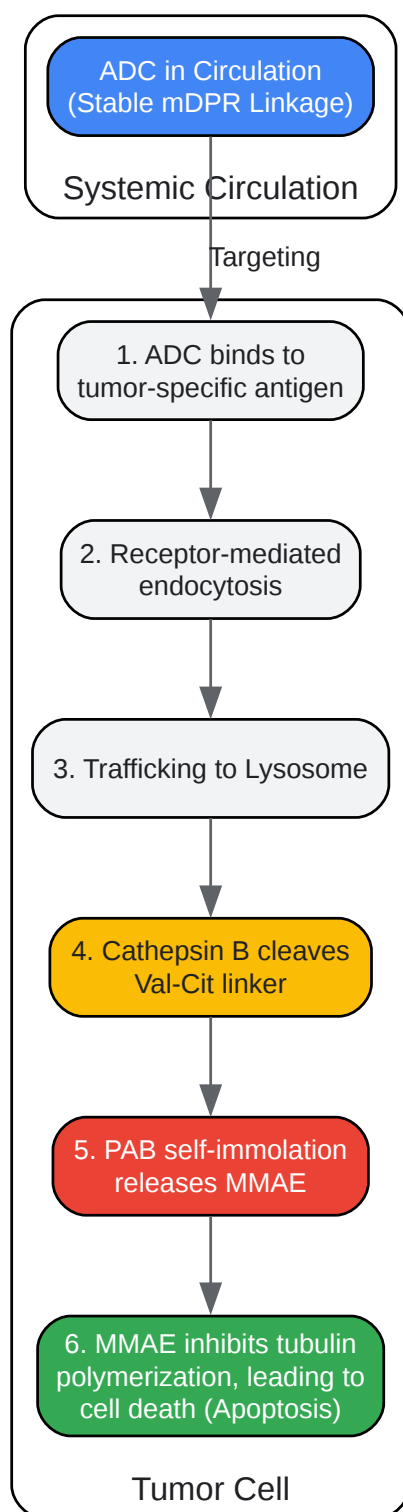 ADC in Circulation
(Stable mDPR Linkage)
Systemic Circulation
Targeting
1. ADC binds to
tumor-specific antigen
2. Receptor-mediated
endocytosis
3. Trafficking to Lysosome
4. Cathepsin B cleaves
Val-Cit linker
5. PAB self-immolation
releases MMAE
6. MMAE inhibits tubulin
polymerization, leading to
cell death (Apoptosis)
Tumor Cell